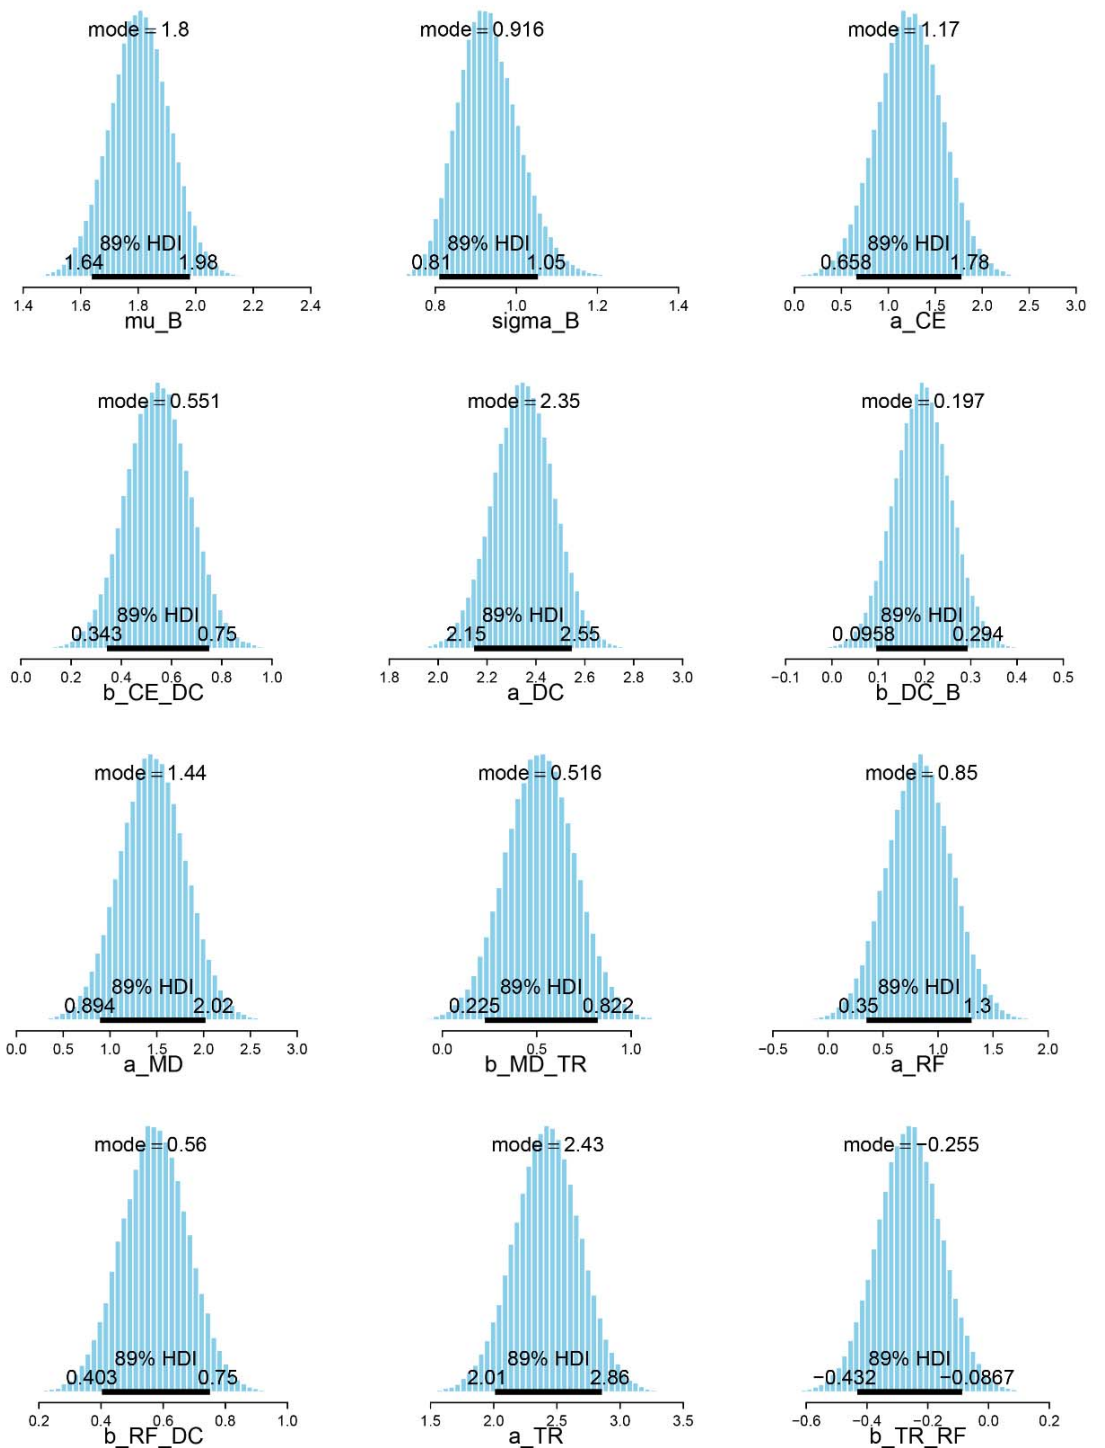 mode = 1.8
89% HDI
1.64 1.98
1.4 1.6 1.8 2.0 2.2 2.4
mu_B
mode = 0.916
89% HDI
0.81 1.05
0.8 1.0 1.2 1.4
sigma_B
mode = 1.17
89% HDI
0.658 1.78
0.0 0.5 1.0 1.5 2.0 2.5 3.0
a_CE
mode = 0.551
89% HDI
0.343 0.75
0.0 0.2 0.4 0.6 0.8 1.0
b_CE_DC
mode = 2.35
89% HDI
2.15 2.55
1.8 2.0 2.2 2.4 2.6 2.8 3.0
a_DC
mode = 0.197
89% HDI
0.0958 0.294
−0.1 0.0 0.1 0.2 0.3 0.4 0.5
b_DC_B
mode = 1.44
89% HDI
0.894 2.02
0.0 0.5 1.0 1.5 2.0 2.5 3.0
a_MD
mode = 0.516
89% HDI
0.225 0.822
0.0 0.5 1.0
b_MD_TR
mode = 0.85
89% HDI
0.35 1.3
−0.5 0.0 0.5 1.0 1.5 2.0
a_RF
mode = 0.56
89% HDI
0.403 0.75
0.2 0.4 0.6 0.8 1.0
b_RF_DC
mode = 2.43
89% HDI
2.01 2.86
1.5 2.0 2.5 3.0 3.5
a_TR
mode = −0.255
89% HDI
−0.432 −0.0867
−0.6 −0.4 −0.2 0.0 0.2
b_TR_RF